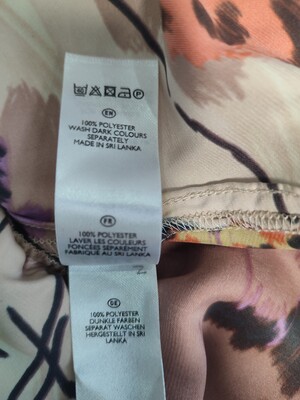 EN
100% POLYESTER
WASH DARK COLOURS
SEPARATELY
MADE IN SRI LANKA
FR
100% POLYESTER
LAVER LES COULEURS
FONCÉES SÉPARÉMENT
FABRIQUÉ AU SRI LANKA
SE
100% POLYESTER
DUNKLE FARBEN
SEPARAT WASCHEN
HERGESTELLT IN SRI
LANKA